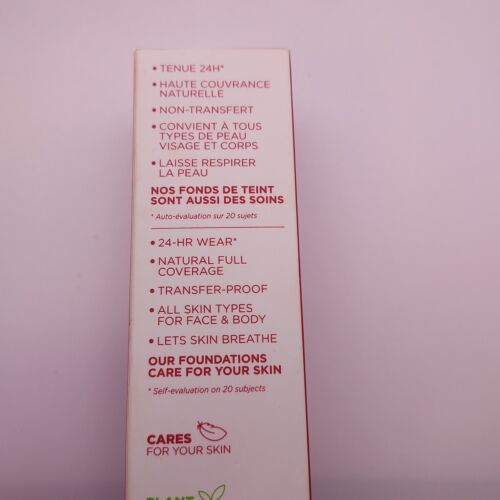 • TENUE 24H*
• HAUTE COUVRANCE
NATURELLE
• NON-TRANSFERT
• CONVIENT À TOUS
TYPES DE PEAU
VISAGE ET CORPS
• LAISSE RESPIRER
LA PEAU
NOS FONDS DE TEINT
SONT AUSSI DES SOINS
* Auto-évaluation sur 20 sujets
• 24-HR WEAR*
• NATURAL FULL
COVERAGE
• TRANSFER-PROOF
• ALL SKIN TYPES
FOR FACE & BODY
• LETS SKIN BREATHE
OUR FOUNDATIONS
CARE FOR YOUR SKIN
* Self-evaluation on 20 subjects
CARES
FOR YOUR SKIN
PLANT